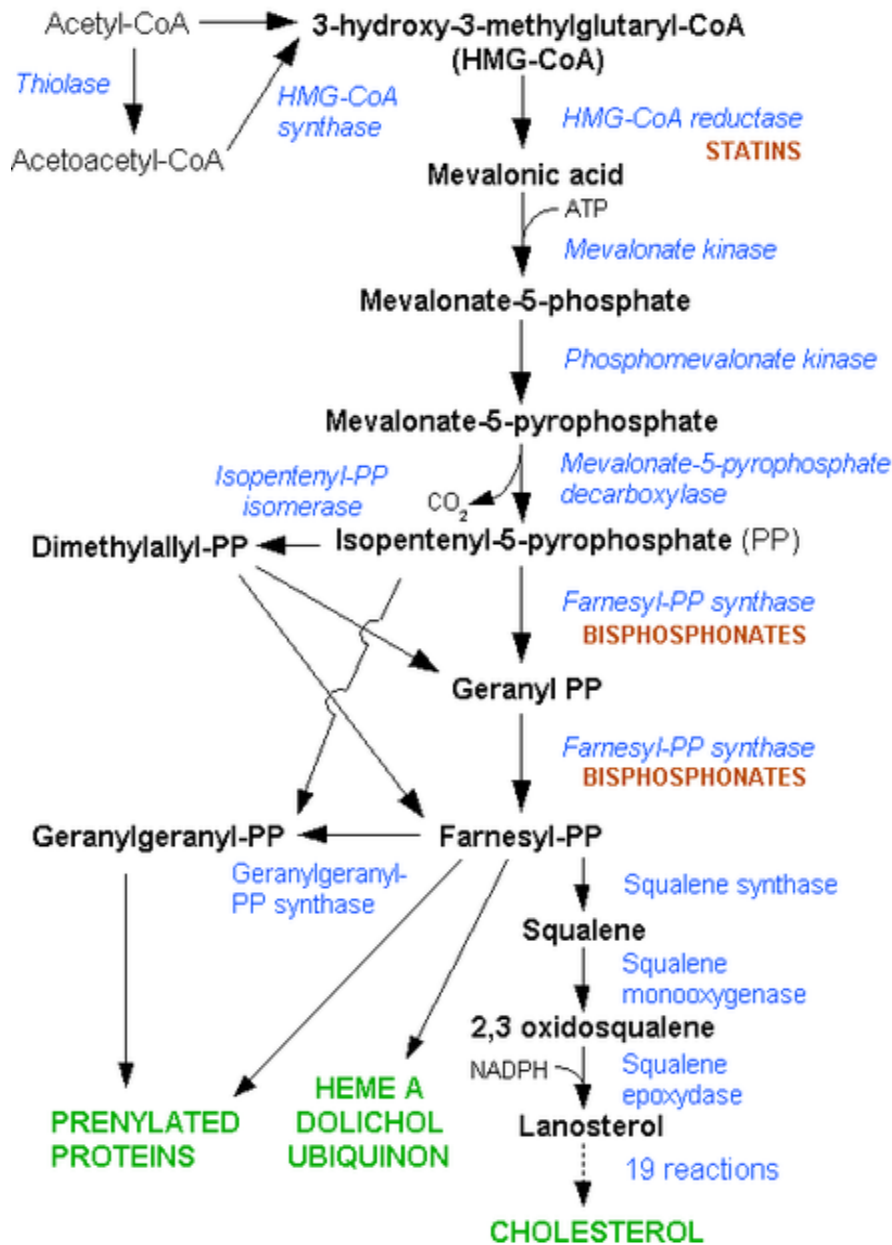 Acetyl-CoA
3-hydroxy-3-methylglutaryl-CoA
(HMG-CoA)
Thiolase
HMG-CoA
synthase
HMG-CoA reductase
STATINS
Acetoacetyl-CoA
Mevalonic acid
ATP
Mevalonate kinase
Mevalonate-5-phosphate
Phosphomevalonate kinase
Mevalonate-5-pyrophosphate
Isopentenyl-PP
isomerase
CO2
Mevalonate-5-pyrophosphate
decarboxylase
Dimethylallyl-PP
Isopentenyl-5-pyrophosphate (PP)
Farnesyl-PP synthase
BISPHOSPHONATES
Geranyl PP
Farnesyl-PP synthase
BISPHOSPHONATES
Geranylgeranyl-PP
Farnesyl-PP
Geranylgeranyl-
PP synthase
Squalene synthase
Squalene
Squalene
monooxygenase
2,3 oxidosqualene
NADPH
Squalene
epoxydase
Lanosterol
PRENYLATED
PROTEINS
HEME A
DOLICHOL
UBIQUINON
19 reactions
CHOLESTEROL